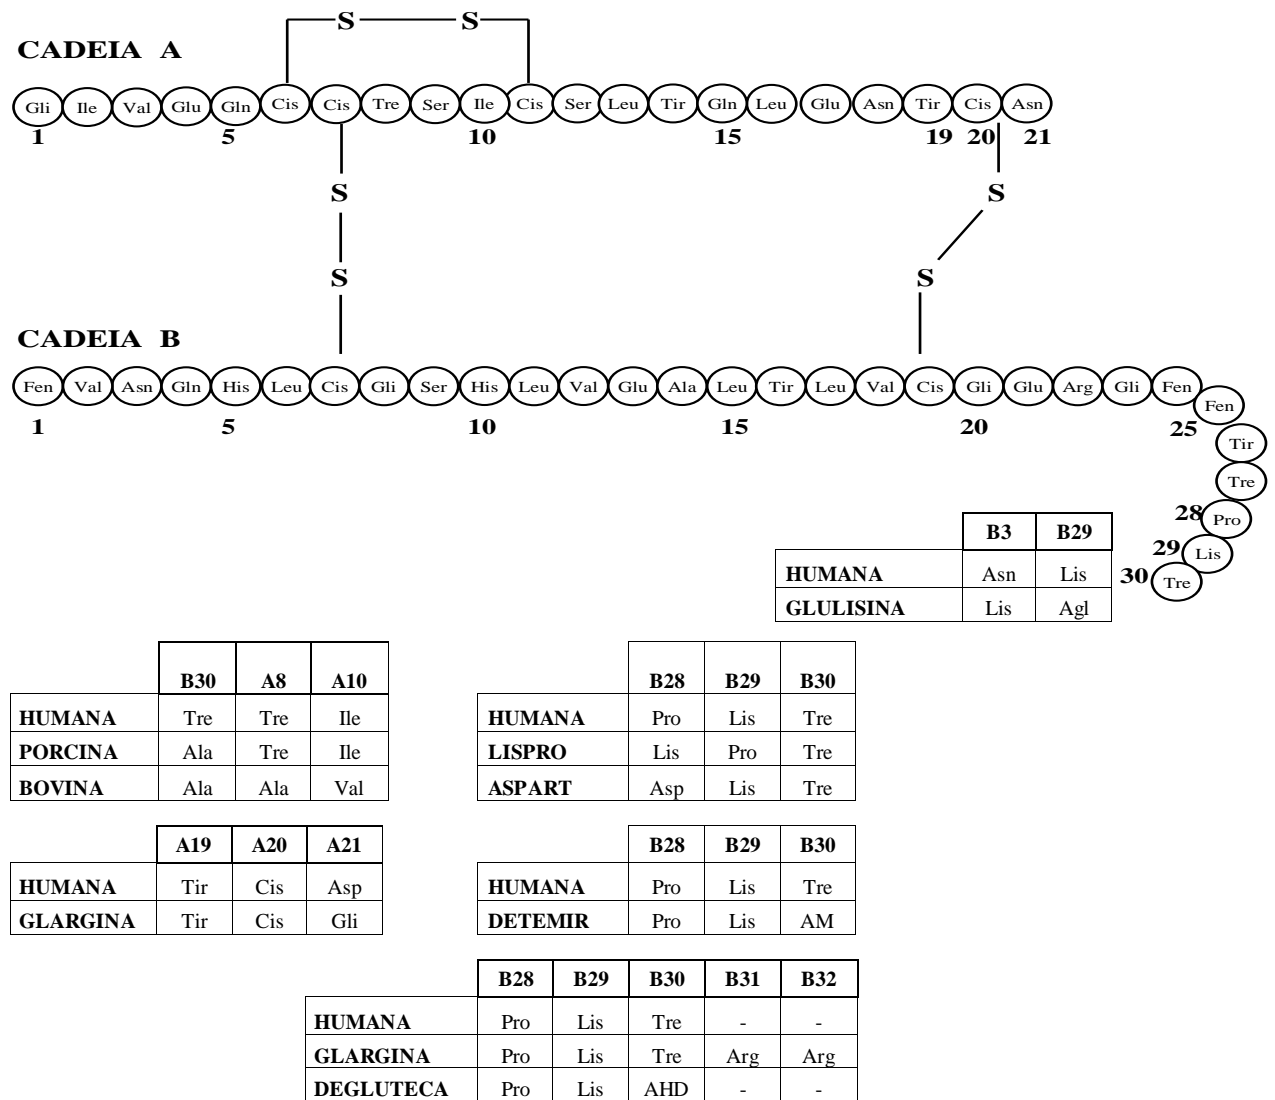 S S
CADEIA A
Gli Ile Val Glu Gln Cis Cis Tre Ser Ile Cis Ser Leu Tir Gln Leu Glu Asn Tir Cis Asn
1 5 10 15 19 20 21
S S
S S
CADEIA B
Fen Val Asn Gln His Leu Cis Gli Ser His Leu Val Glu Ala Leu Tir Leu Val Cis Gli Glu Arg Gli Fen
Fen
1 5 10 15 20 25
Tir
Tre
28 Pro
29 Lis
30 Tre
B3 B29
HUMANA Asn Lis
GLULISINA Lis Agl
B30 A8 A10
HUMANA Tre Tre Ile
PORCINA Ala Tre Ile
BOVINA Ala Ala Val
B28 B29 B30
HUMANA Pro Lis Tre
LISPRO Lis Pro Tre
ASPART Asp Lis Tre
A19 A20 A21
HUMANA Tir Cis Asp
GLARGINA Tir Cis Gli
B28 B29 B30
HUMANA Pro Lis Tre
DETEMIR Pro Lis AM
B28 B29 B30 B31 B32
HUMANA Pro Lis Tre - -
GLARGINA Pro Lis Tre Arg Arg
DEGLUTECA Pro Lis AHD - -